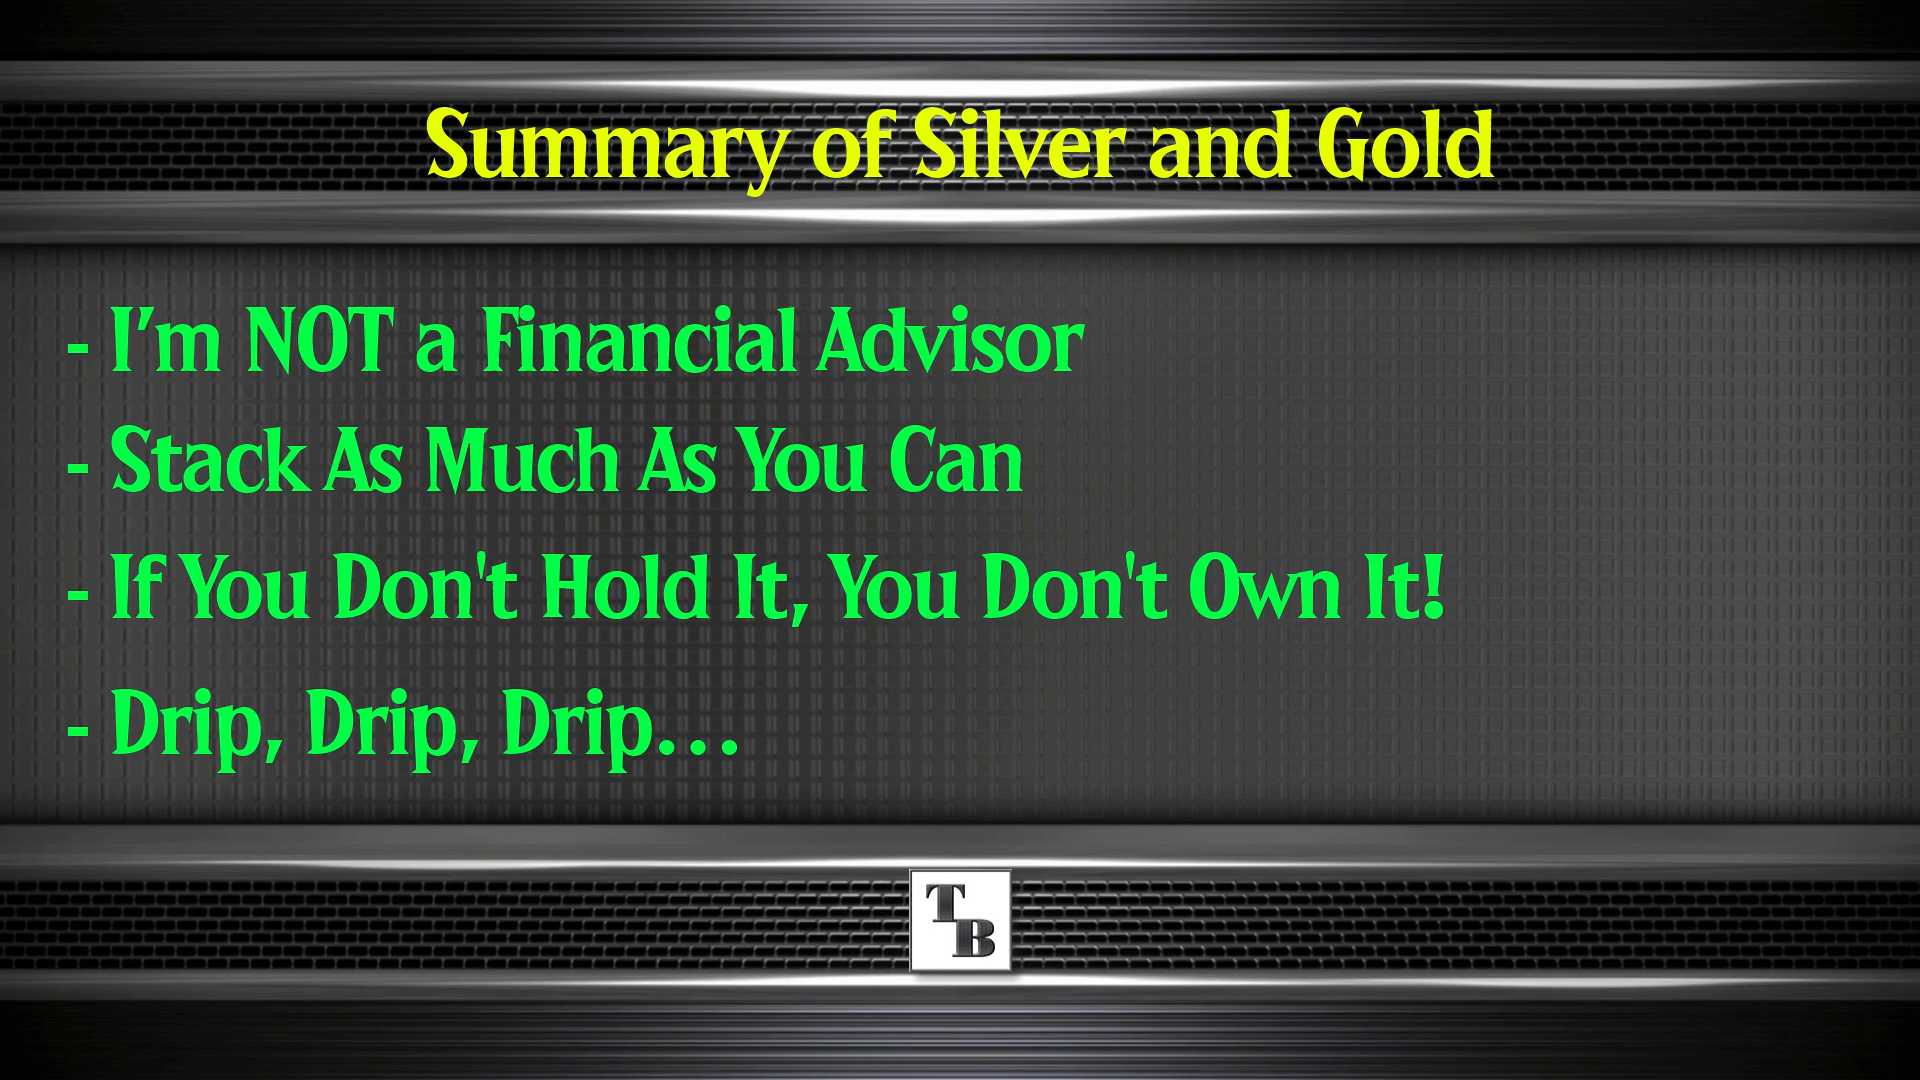 Summary of Silver and Gold
- I'm NOT a Financial Advisor
- Stack As Much As You Can
- If You Don't Hold It, You Don't Own It!
- Drip, Drip, Drip...
T
B